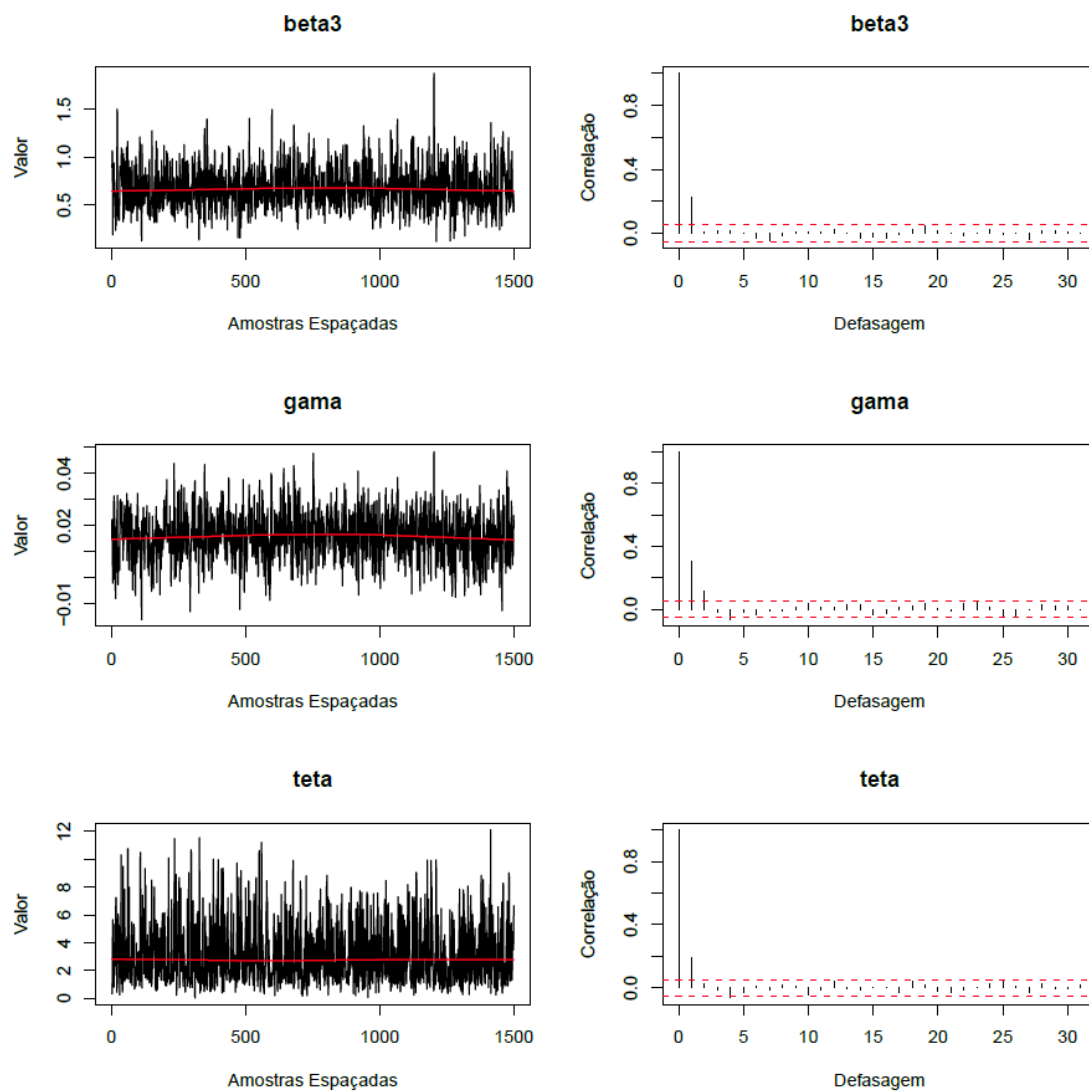 beta3
Valor
0.5 1.0 1.5
0 500 1000 1500
Amostras Espaçadas
beta3
Correlação
0.0 0.4 0.8
0 5 10 15 20 25 30
Defasagem
gama
Valor
−0.01 0.02 0.04
0 500 1000 1500
Amostras Espaçadas
gama
Correlação
0.0 0.4 0.8
0 5 10 15 20 25 30
Defasagem
teta
Valor
0 2 4 6 8 12
0 500 1000 1500
Amostras Espaçadas
teta
Correlação
0.0 0.4 0.8
0 5 10 15 20 25 30
Defasagem